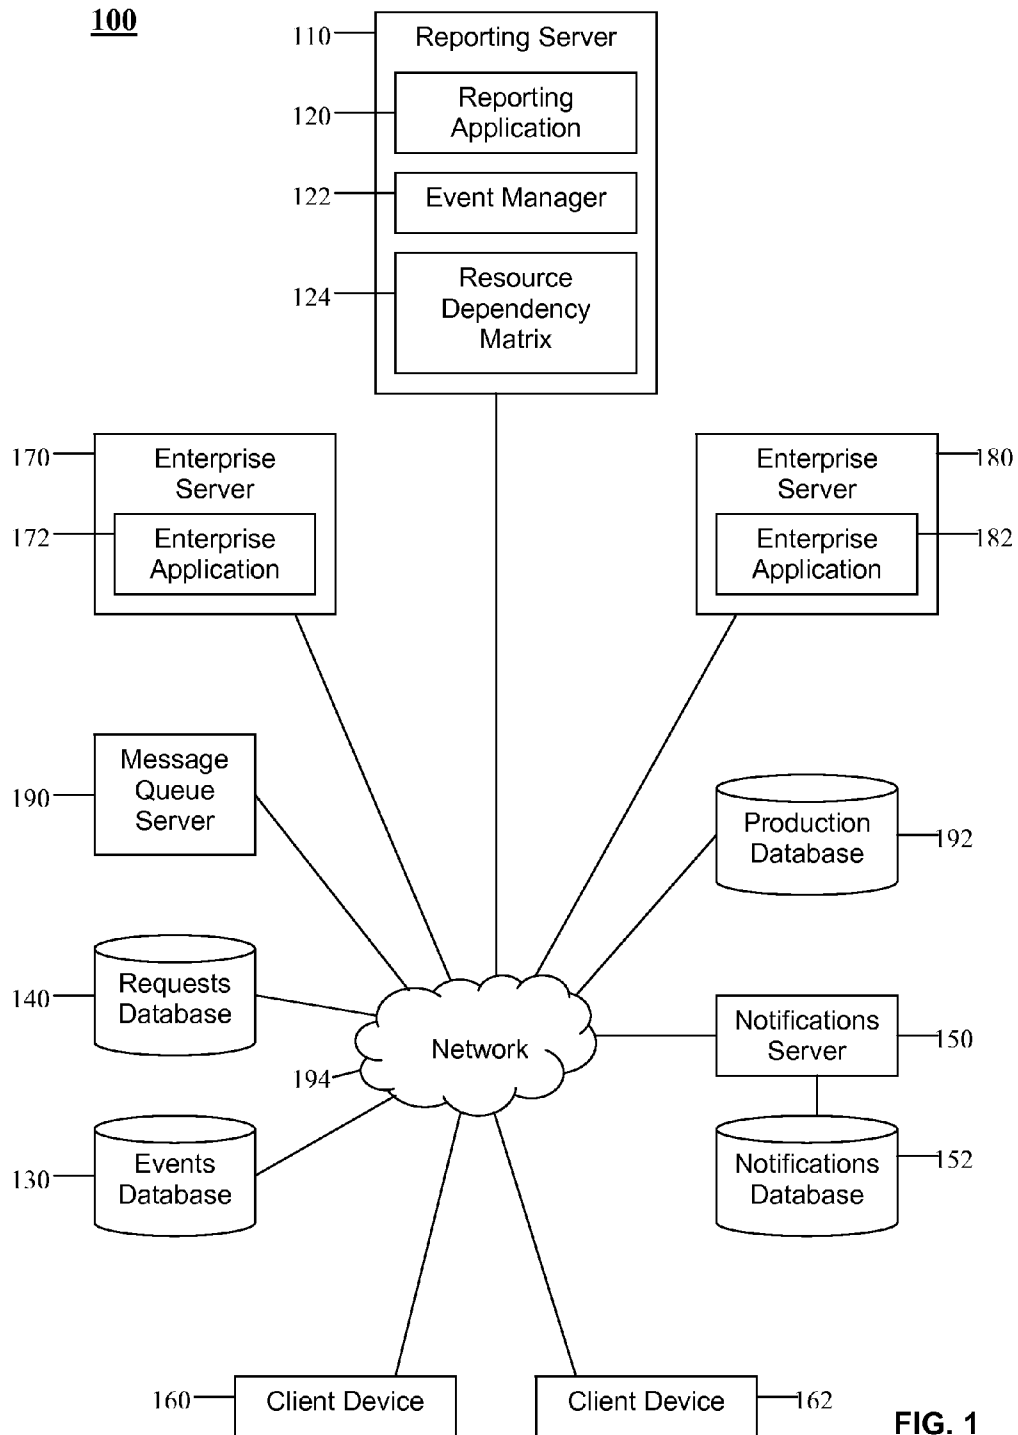 100
110
Reporting Server
120
Reporting
Application
122
Event Manager
124
Resource
Dependency
Matrix
170
Enterprise
Server
172
Enterprise
Application
Enterprise
Server
180
Enterprise
Application
182
190
Message
Queue
Server
Production
Database
192
140
Requests
Database
Network
194
Notifications
Server
150
130
Events
Database
Notifications
Database
152
160
Client Device
Client Device
162
FIG. 1